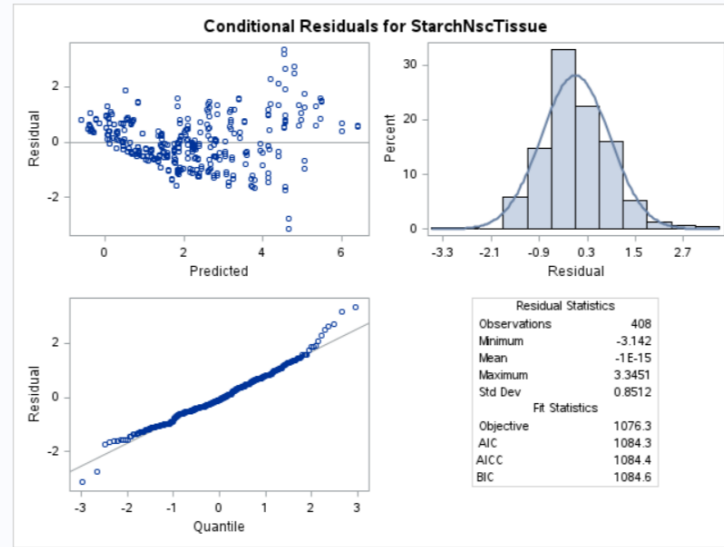 Conditional Residuals for StarchNscTissue
Residual
2
0
-2
0
2
4
6
Predicted
Percent
30
20
10
0
-3.3
-2.1
-0.9
0.3
1.5
2.7
Residual
Residual
2
0
-2
-3
-2
-1
0
1
2
3
Quantile
Residual Statistics
Observations 408
Minimum -3.142
Mean -1E-15
Maximum 3.3451
Std Dev 0.8512
Fit Statistics
Objective 1076.3
AIC 1084.3
AICC 1084.4
BIC 1084.6